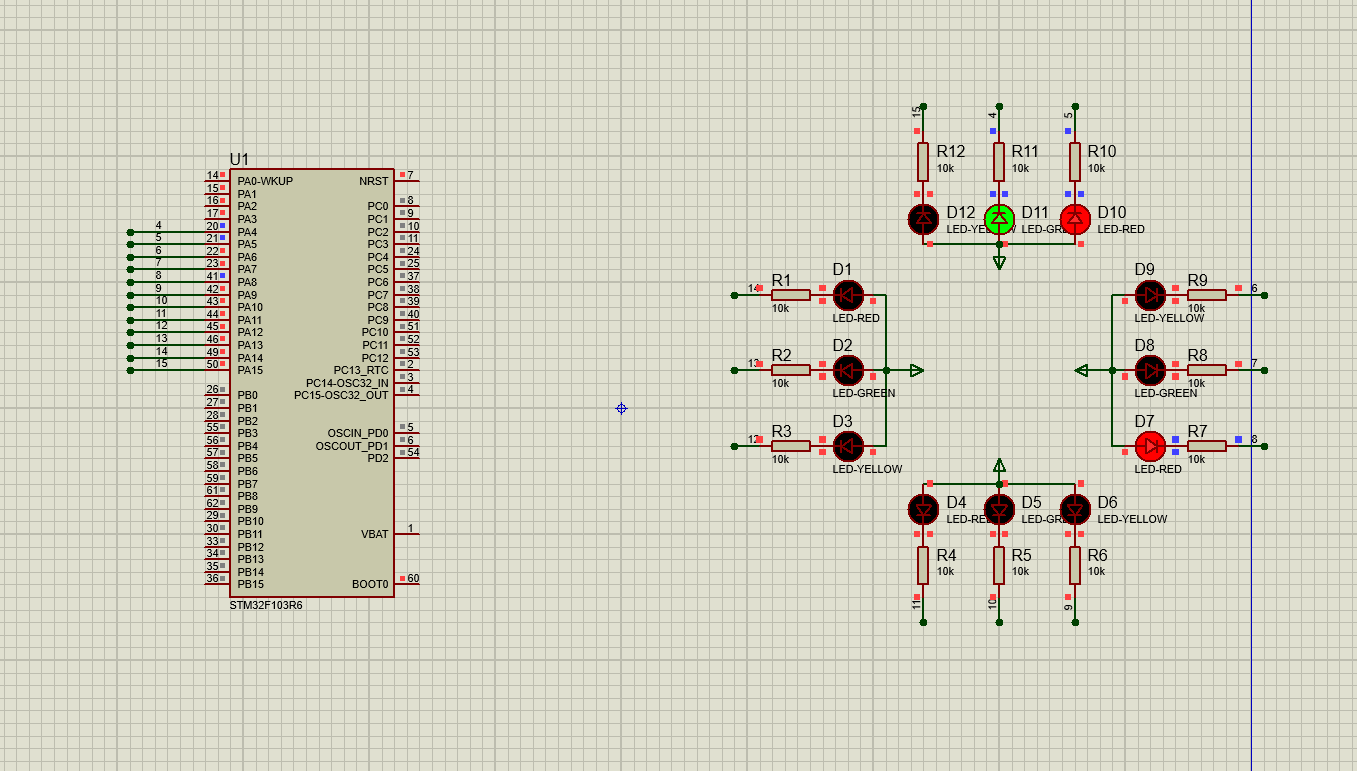 U1
14 PA0-WKUP NRST 7
15 PA1
16 PA2 PC0 8
17 PA3 PC1 9
4 20 PA4 PC2 10
5 21 PA5 PC3 11
6 22 PA6 PC4 24
7 23 PA7 PC5 25
8 41 PA8 PC6 37
9 42 PA9 PC7 38
10 43 PA10 PC8 39
11 44 PA11 PC9 40
12 45 PA12 PC10 51
13 46 PA13 PC11 52
14 49 PA14 PC12 53
15 50 PA15 PC13_RTC 2
PC14-OSC32_IN 3
26 PB0 PC15-OSC32_OUT 4
27 PB1
28 PB2
55 PB3 OSCIN_PD0 5
56 PB4 OSCOUT_PD1 6
57 PB5 PD2 54
58 PB6
59 PB7
61 PB8
62 PB9
29 PB10
30 PB11 VBAT 1
33 PB12
34 PB13
35 PB14
36 PB15 BOOT0 60
STM32F103R6
15 4 5
R12 R11 R10
10k 10k 10k
D12 D11 D10
LED-YE W LED-GR LED-RED
D1 D9
R1 R9
14 6
10k 10k
LED-RED LED-YELLOW
D2 D8
R2 R8
13 7
10k 10k
LED-GREEN LED-GREEN
D3 D7
R3 R7
12 8
10k 10k
LED-YELLOW LED-RED
D4 D5 D6
LED-RE LED-GR LED-YELLOW
R4 R5 R6
10k 10k 10k
11 10 9